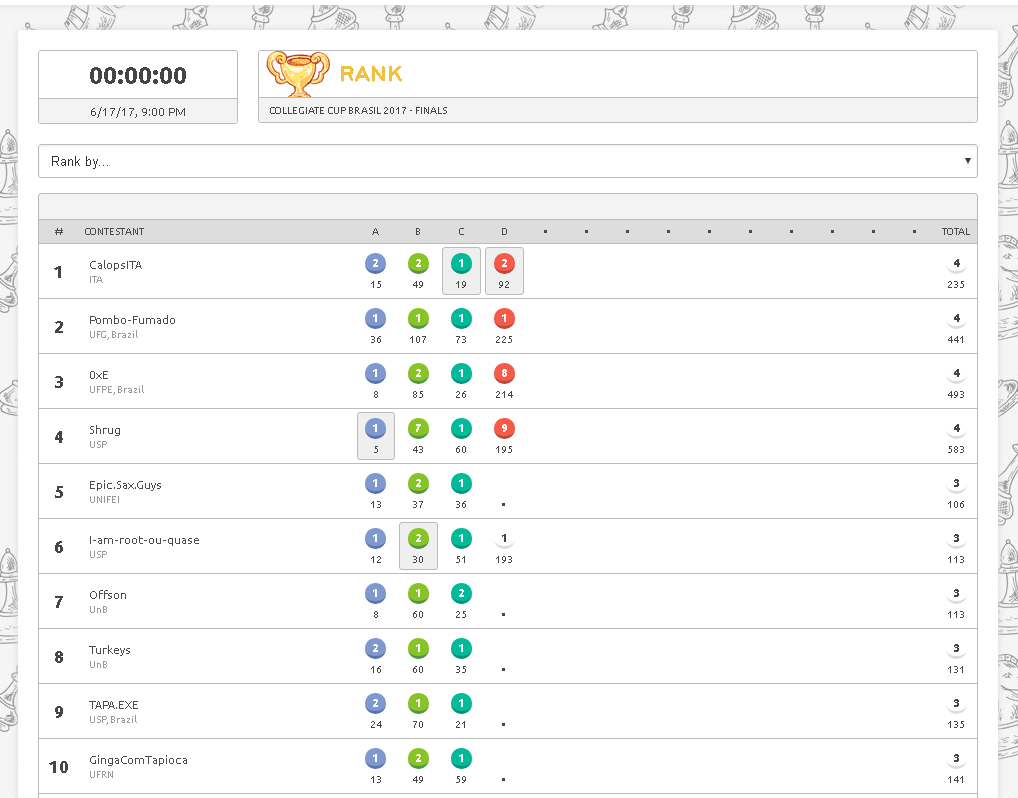 00:00:00
6/17/17, 9:00 PM
RANK
COLLEGIATE CUP BRASIL 2017 - FINALS
Rank by...
# CONTESTANT A B C D . . . . . . . . . . TOTAL
1 CalopsITA 2 2 1 2 4
ITA 15 49 19 92 235
2 Pombo-Fumado 1 1 1 1 4
UFG, Brazil 36 107 73 225 441
3 0xE 1 2 1 8 4
UFPE, Brazil 8 85 26 214 493
4 Shrug 1 7 1 9 4
USP 5 43 60 195 583
5 Epic.Sax.Guys 1 2 1 3
UNIFEI 13 37 36 . 106
6 I-am-root-ou-quase 1 2 1 1 3
USP 12 30 51 193 113
7 Offson 1 1 2 3
UnB 8 60 25 . 113
8 Turkeys 2 1 1 3
UnB 16 60 35 . 131
9 TAPA.EXE 2 1 1 3
USP, Brazil 24 70 21 . 135
10 GingaComTapioca 1 2 1 3
UFRN 13 49 59 . 141